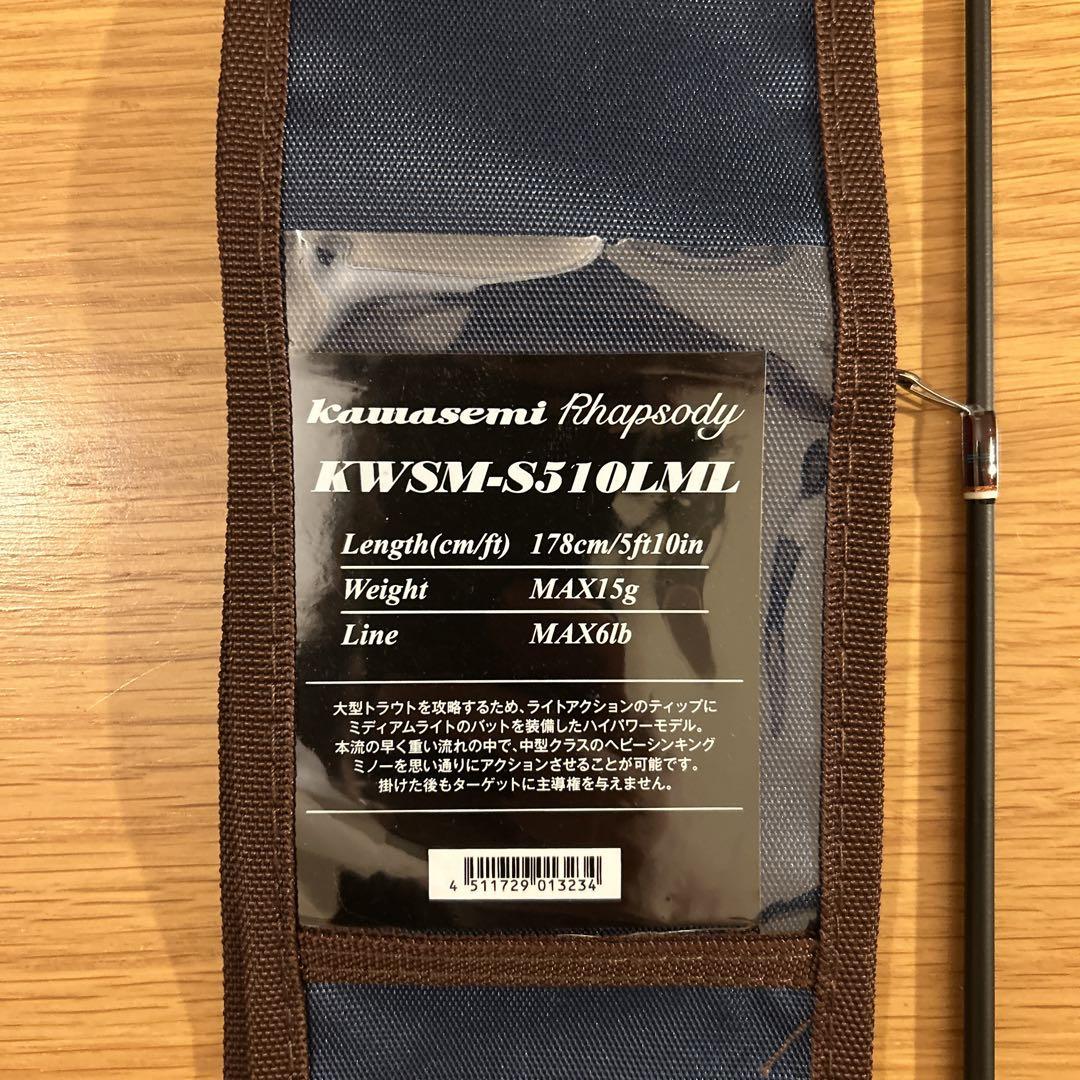 Kawasemi Rhapsody
KWSM-S510LML
Length(cm/ft) 178cm/5ft10in
Weight MAX15g
Line MAX6lb
大型トラウトを攻略するため、ライトアクションのティップに
ミディアムライトのバットを装備したハイパワーモデル。
本流の早く重い流れの中で、中型クラスのヘビーシンキング
ミノーを思い通りにアクションさせることが可能です。
掛けた後もターゲットに主導権を与えません。
4 511729 013234